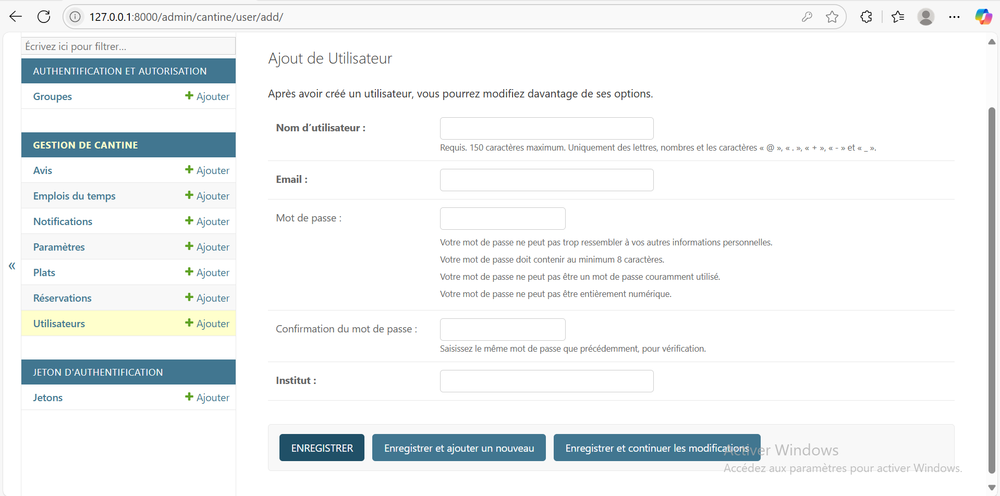 127.0.0.1:8000/admin/cantine/user/add/
Écrivez ici pour filtrer...
AUTHENTIFICATION ET AUTORISATION
Groupes Ajouter
GESTION DE CANTINE
Avis Ajouter
Emplois du temps Ajouter
Notifications Ajouter
Paramètres Ajouter
Plats Ajouter
Réservations Ajouter
Utilisateurs Ajouter
JETON D'AUTHENTIFICATION
Jetons Ajouter
«
Ajout de Utilisateur
Après avoir créé un utilisateur, vous pourrez modifiez davantage de ses options.
Nom d’utilisateur :
Requis. 150 caractères maximum. Uniquement des lettres, nombres et les caractères « @ », « . », « + », « - » et « _ ».
Email :
Mot de passe :
Votre mot de passe ne peut pas trop ressembler à vos autres informations personnelles.
Votre mot de passe doit contenir au minimum 8 caractères.
Votre mot de passe ne peut pas être un mot de passe couramment utilisé.
Votre mot de passe ne peut pas être entièrement numérique.
Confirmation du mot de passe :
Saisissez le même mot de passe que précédemment, pour vérification.
Institut :
ENREGISTRER
Enregistrer et ajouter un nouveau
Enregistrer et continuer les modifications
Activer Windows
Accédez aux paramètres pour activer Windows.